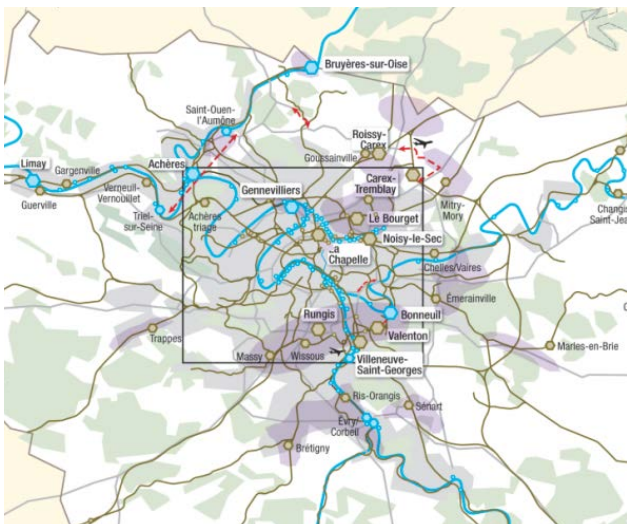 Bruyères-sur-Oise
Saint-Ouen-
l'Aumône
Roissy-
Carex
Goussainville
Limay
Gargenville
Achères
Carex-
Tremblay
Guerville
Verneuil-
Vernouillet
Gennevilliers
Mitry-
Mory
Triel-
sur-Seine
Achères
triage
Le Bourget
Changis
Saint-Jea
Noisy-le-Sec
La
Chapelle
Chelles/Vaires
Émerainville
Bonneuil
Rungis
Trappes
Valenton
Marles-en-Brie
Massy
Wissous
Villeneuve-
Saint-Georges
Ris-Orangis
Sénart
Évry/
Corbeil
Brétigny